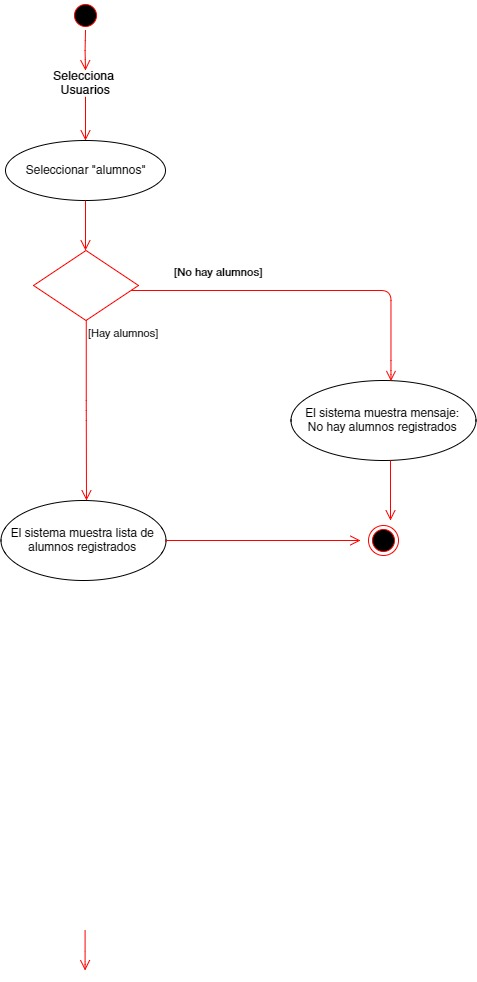 Selecciona
Usuarios
Seleccionar "alumnos"
[No hay alumnos]
[Hay alumnos]
El sistema muestra mensaje:
No hay alumnos registrados
El sistema muestra lista de
alumnos registrados